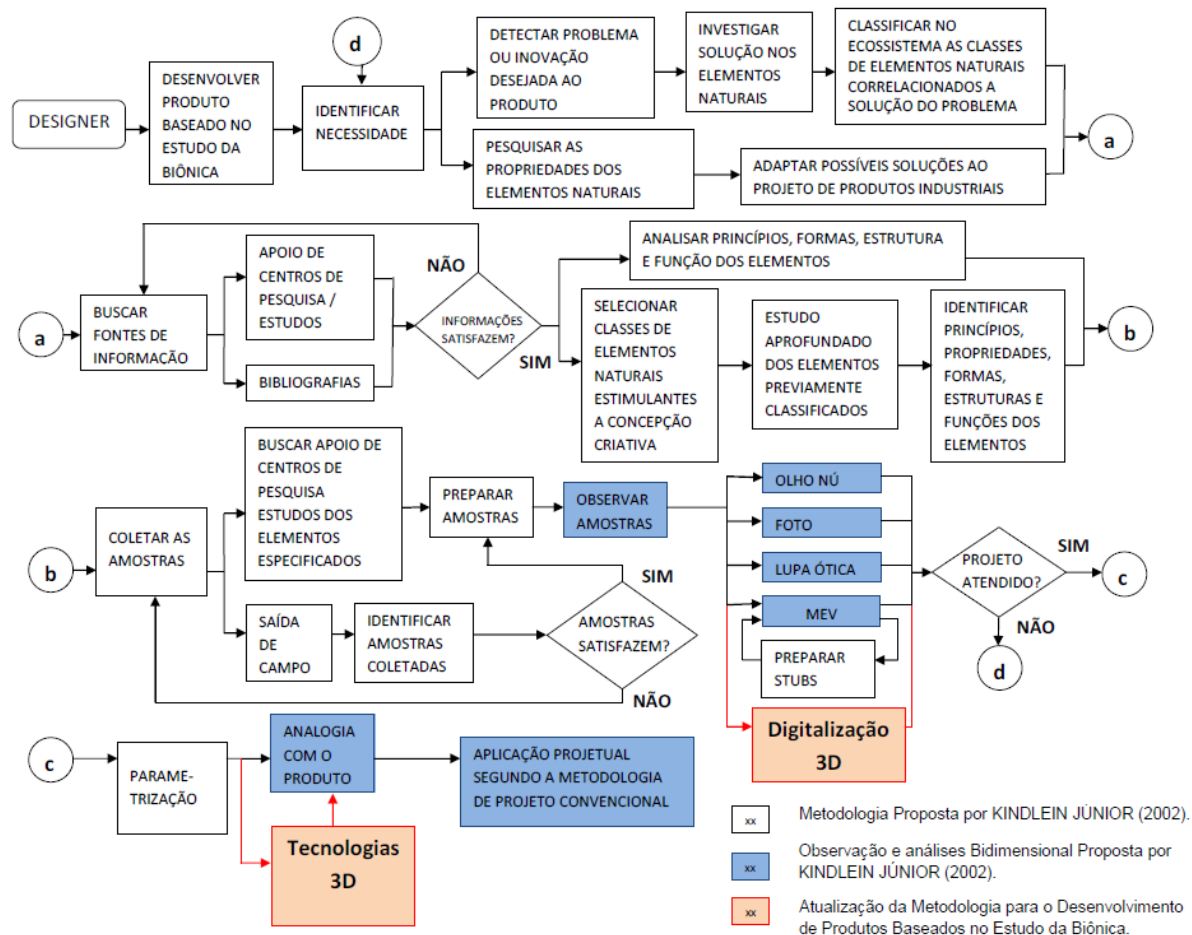 DESIGNER
DESENVOLVER
PRODUTO
BASEADO NO
ESTUDO DA
BIÔNICA
d
IDENTIFICAR
NECESSIDADE
DETECTAR PROBLEMA
OU INOVAÇÃO
DESEJADA AO
PRODUTO
INVESTIGAR
SOLUÇÃO NOS
ELEMENTOS
NATURAIS
CLASSIFICAR NO
ECOSSISTEMA AS CLASSES
DE ELEMENTOS NATURAIS
CORRELACIONADOS A
SOLUÇÃO DO PROBLEMA
PESQUISAR AS
PROPRIEDADES DOS
ELEMENTOS NATURAIS
ADAPTAR POSSÍVEIS SOLUÇÕES AO
PROJETO DE PRODUTOS INDUSTRIAIS
a
a
BUSCAR
FONTES DE
INFORMAÇÃO
APOIO DE
CENTROS DE
PESQUISA /
ESTUDOS
BIBLIOGRAFIAS
NÃO
INFORMAÇÕES
SATISFAZEM?
SIM
ANALISAR PRINCÍPIOS, FORMAS, ESTRUTURA
E FUNÇÃO DOS ELEMENTOS
SELECIONAR
CLASSES DE
ELEMENTOS
NATURAIS
ESTIMULANTES
A CONCEPÇÃO
CRIATIVA
ESTUDO
APROFUNDADO
DOS ELEMENTOS
PREVIAMENTE
CLASSIFICADOS
IDENTIFICAR
PRINCÍPIOS,
PROPRIEDADES,
FORMAS,
ESTRUTURAS E
FUNÇÕES DOS
ELEMENTOS
b
b
COLETAR AS
AMOSTRAS
BUSCAR APOIO DE
CENTROS DE
PESQUISA
ESTUDOS DOS
ELEMENTOS
ESPECIFICADOS
SAÍDA
DE
CAMPO
IDENTIFICAR
AMOSTRAS
COLETADAS
PREPARAR
AMOSTRAS
SIM
AMOSTRAS
SATISFAZEM?
NÃO
OBSERVAR
AMOSTRAS
OLHO NÚ
FOTO
LUPA ÓTICA
MEV
PREPARAR
STUBS
Digitalização
3D
PROJETO
ATENDIDO?
SIM
c
NÃO
d
c
PARAME-
TRIZAÇÃO
ANALOGIA
COM O
PRODUTO
Tecnologias
3D
APLICAÇÃO PROJETUAL
SEGUNDO A METODOLOGIA
DE PROJETO CONVENCIONAL
xx
Metodologia Proposta por KINDLEIN JÚNIOR (2002).
xx
Observação e análises Bidimensional Proposta por
KINDLEIN JÚNIOR (2002).
xx
Atualização da Metodologia para o Desenvolvimento
de Produtos Baseados no Estudo da Biônica.